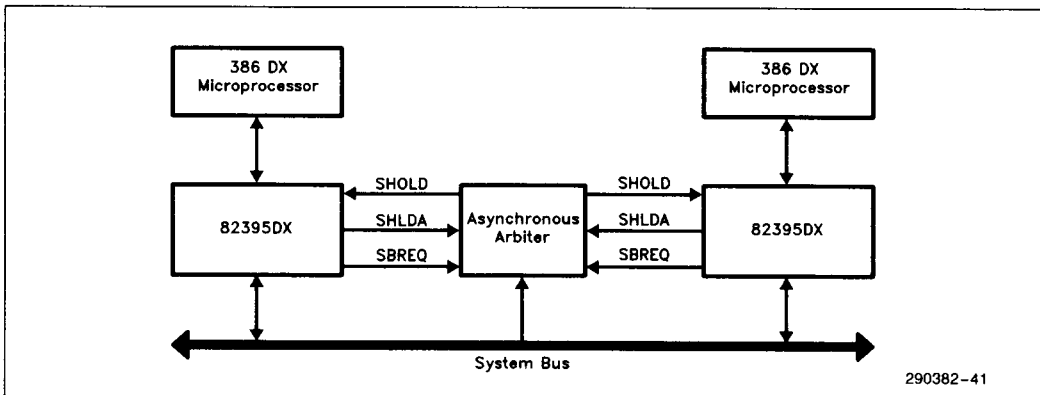 386 DX
Microprocessor
386 DX
Microprocessor
SHOLD
SHOLD
82395DX
SHLDA
Asynchronous
Arbiter
SHLDA
82395DX
SBREQ
SBREQ
System Bus
290382-41